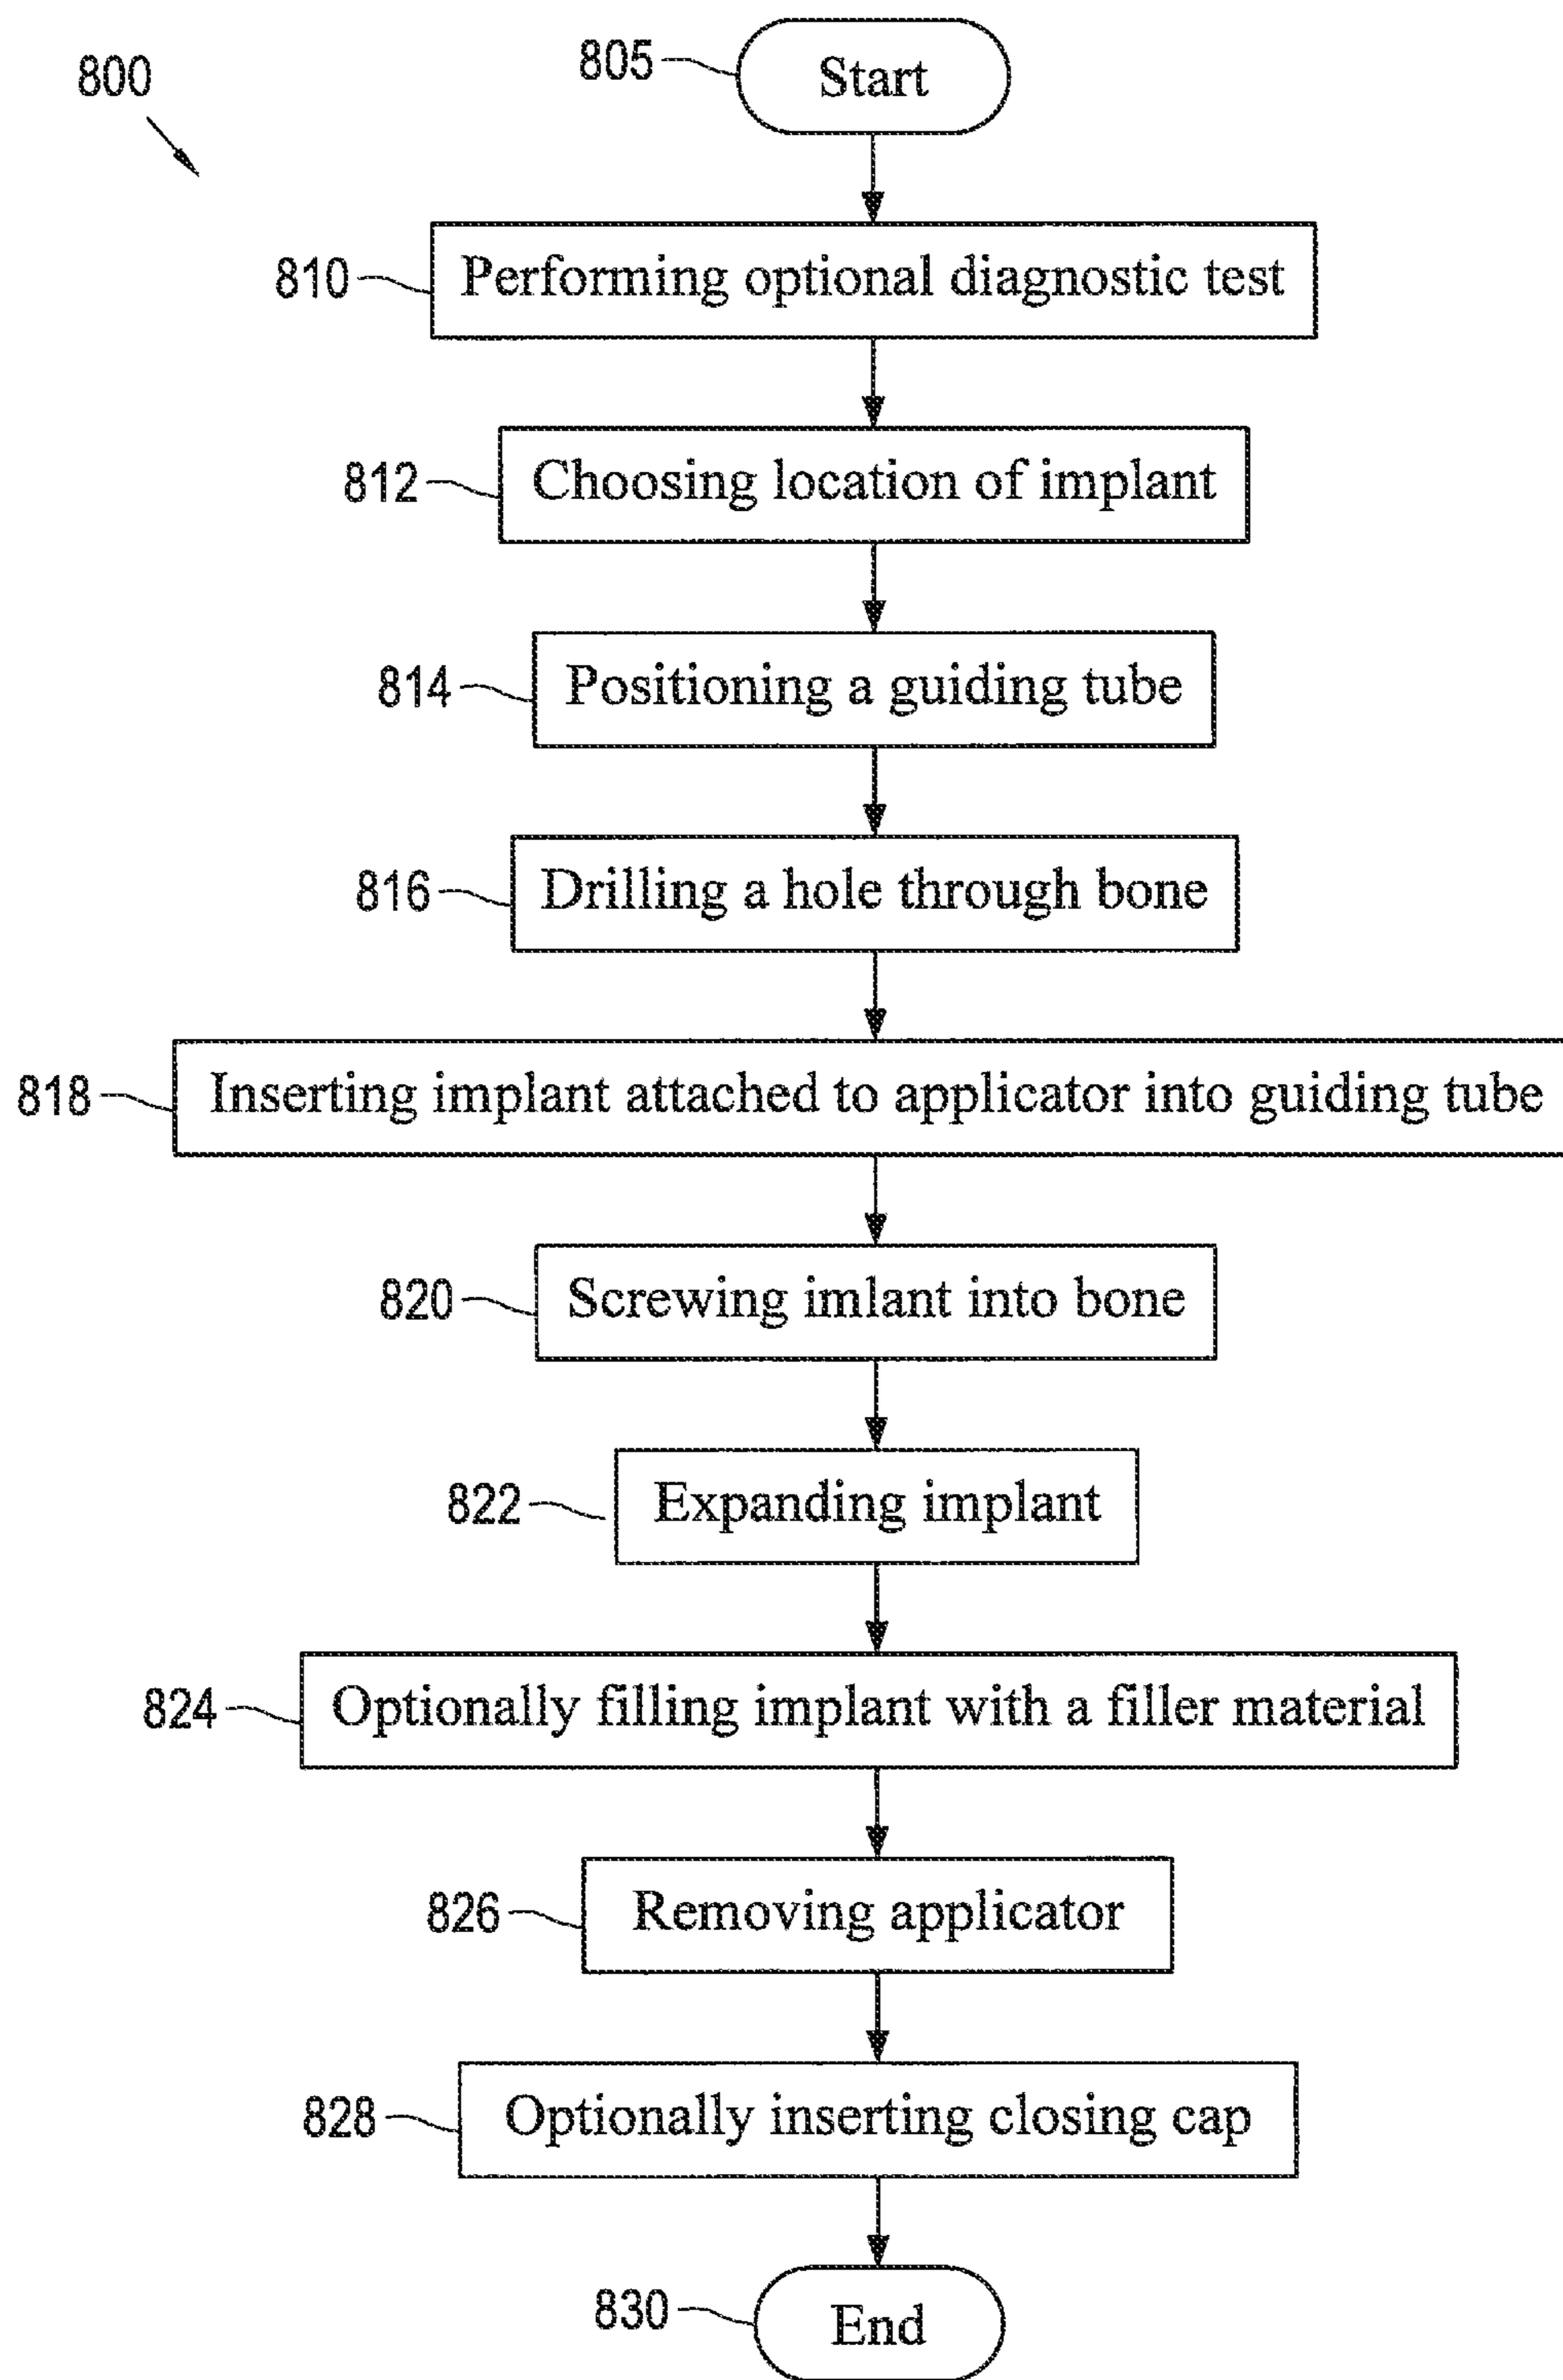 800
805 Start
810 Performing optional diagnostic test
812 Choosing location of implant
814 Positioning a guiding tube
816 Drilling a hole through bone
818 Inserting implant attached to applicator into guiding tube
820 Screwing imlant into bone
822 Expanding implant
824 Optionally filling implant with a filler material
826 Removing applicator
828 Optionally inserting closing cap
830 End